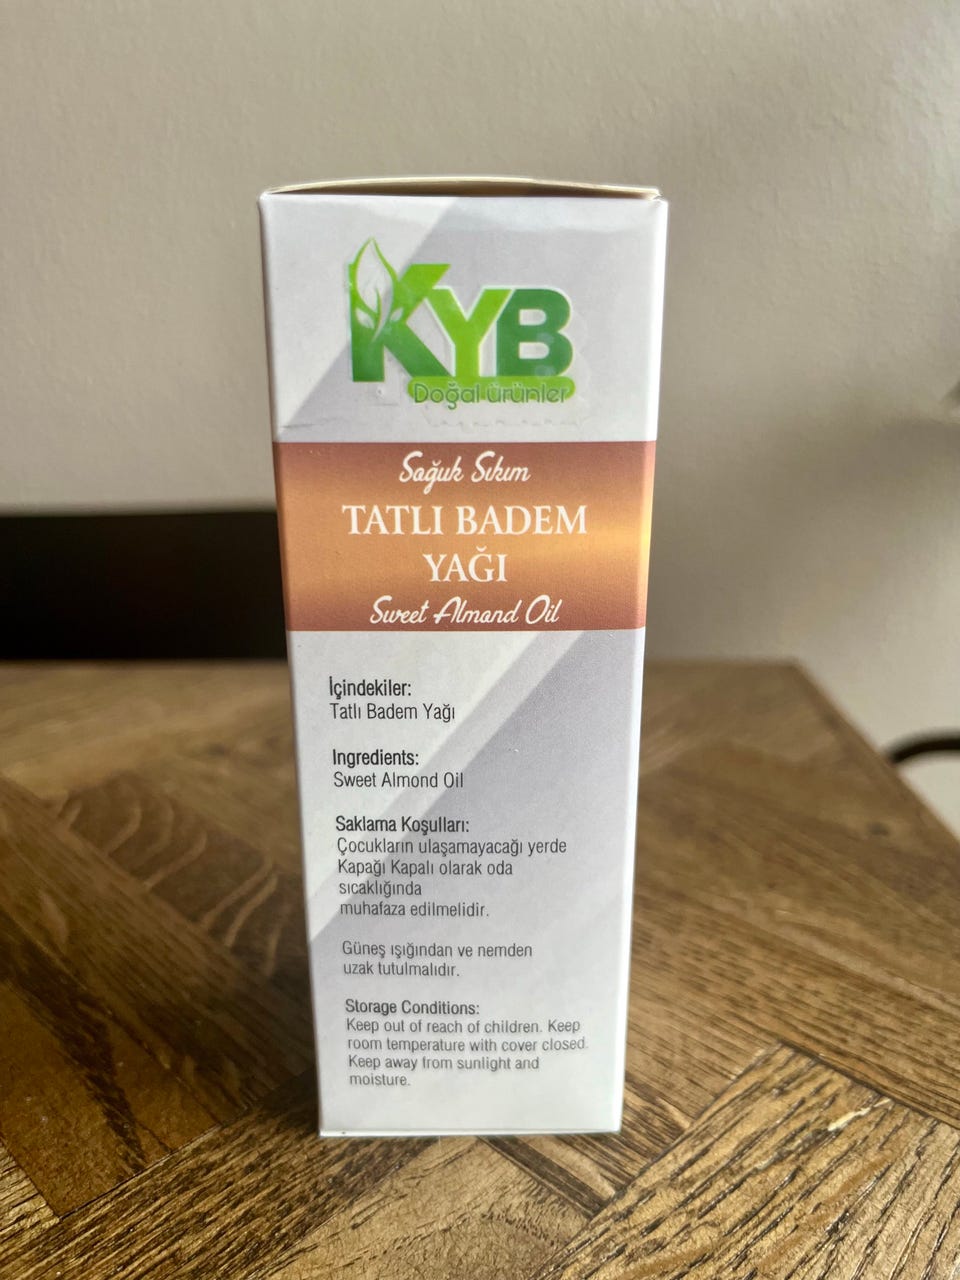 KYB
Doğal ürünler
Soğuk Sıkım
TATLI BADEM
YAĞI
Sweet Almond Oil
İçindekiler:
Tatlı Badem Yağı
Ingredients:
Sweet Almond Oil
Saklama Koşulları:
Çocukların ulaşamayacağı yerde
Kapağı Kapalı olarak oda
sıcaklığında
muhafaza edilmelidir.
Güneş ışığından ve nemden
uzak tutulmalıdır.
Storage Conditions:
Keep out of reach of children. Keep
room temperature with cover closed.
Keep away from sunlight and
moisture.